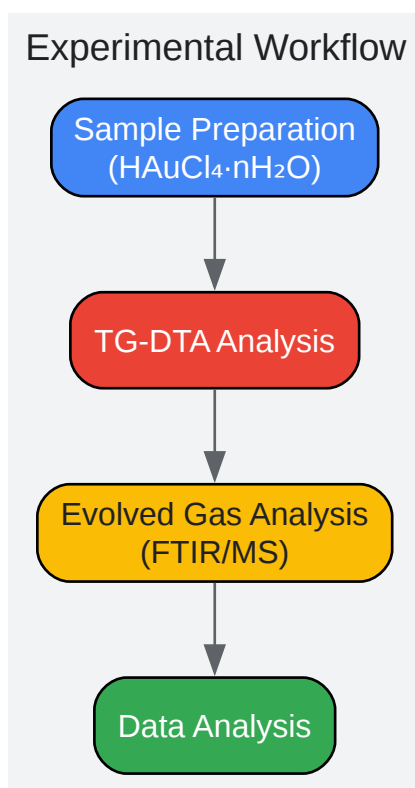 Experimental Workflow
Sample Preparation
(HAuCl₄·nH₂O)
TG-DTA Analysis
Evolved Gas Analysis
(FTIR/MS)
Data Analysis